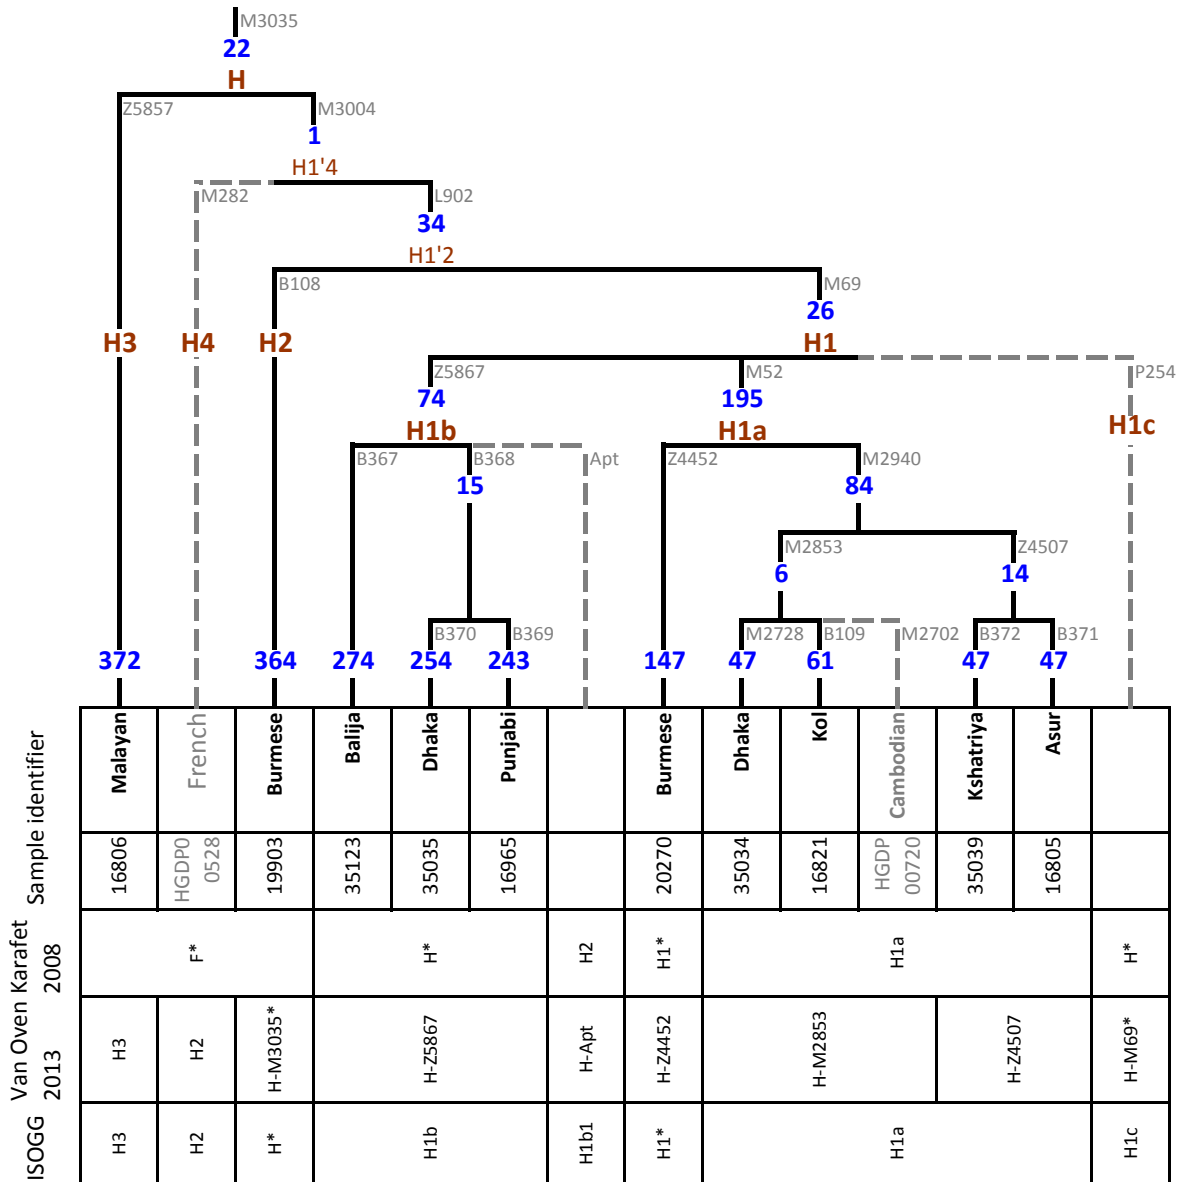 M3035
22
H
Z5857
M3004
1
H1'4
M282
L902
34
H1'2
B108
M69
26
H3
H4
H2
H1
Z5867
M52
P254
74
195
H1b
H1a
H1c
B367
B368
Apt
Z4452
M2940
15
84
M2853
Z4507
6
14
B370
B369
M2728
B109
M2702
B372
B371
372
364
274
254
243
147
47
61
47
47
Sample identifier
Malayan
French
Burmese
Balija
Dhaka
Punjabi
Burmese
Dhaka
Kol
Cambodian
Kshatriya
Asur
16806
HGDP0
0528
19903
35123
35035
16965
20270
35034
16821
HGDP
00720
35039
16805
Karafet
2008
F*
H*
H2
H1*
H1a
H*
Van Oven
2013
H3
H2
H-M3035*
H-Z5867
H-Apt
H-Z4452
H-M2853
H-Z4507
H-M69*
ISOGG
H3
H2
H*
H1b
H1b1
H1*
H1a
H1c